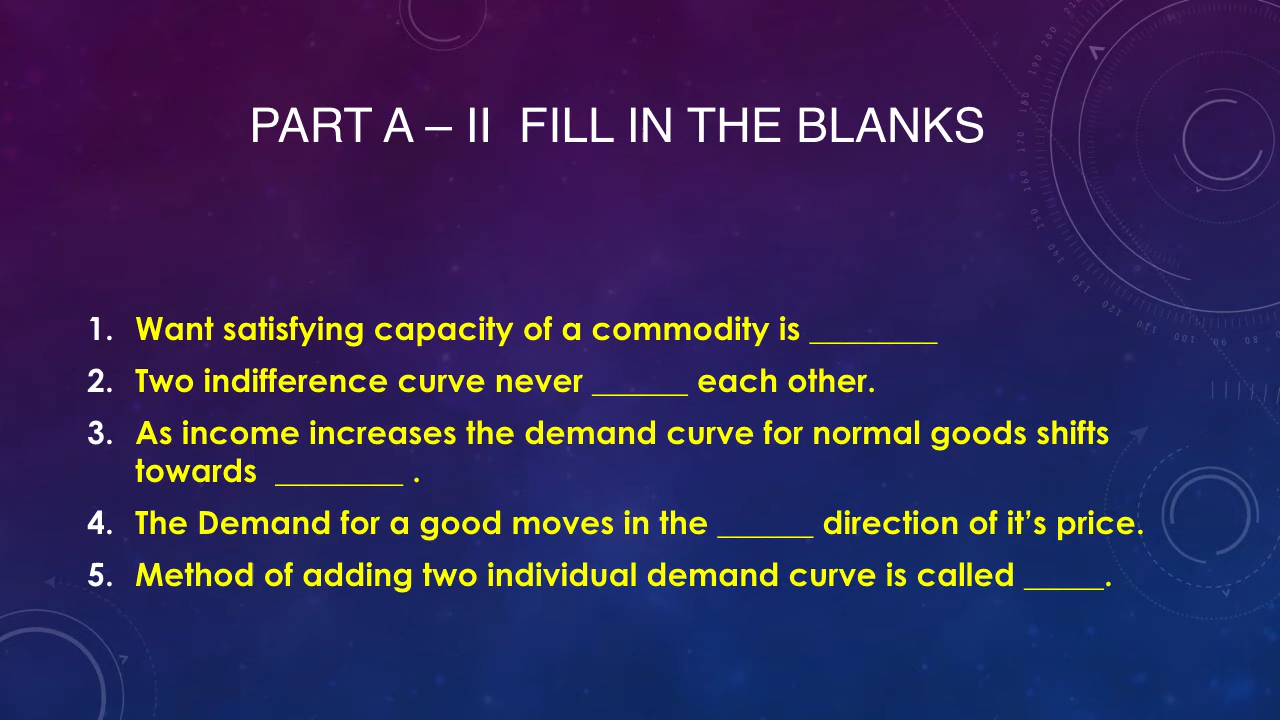 PART A – II  FILL IN THE BLANKS
1. Want satisfying capacity of a commodity is ________
2. Two indifference curve never ______ each other.
3. As income increases the demand curve for normal goods shifts
towards  ________ .
4. The Demand for a good moves in the ______ direction of it’s price.
5. Method of adding two individual demand curve is called _____.